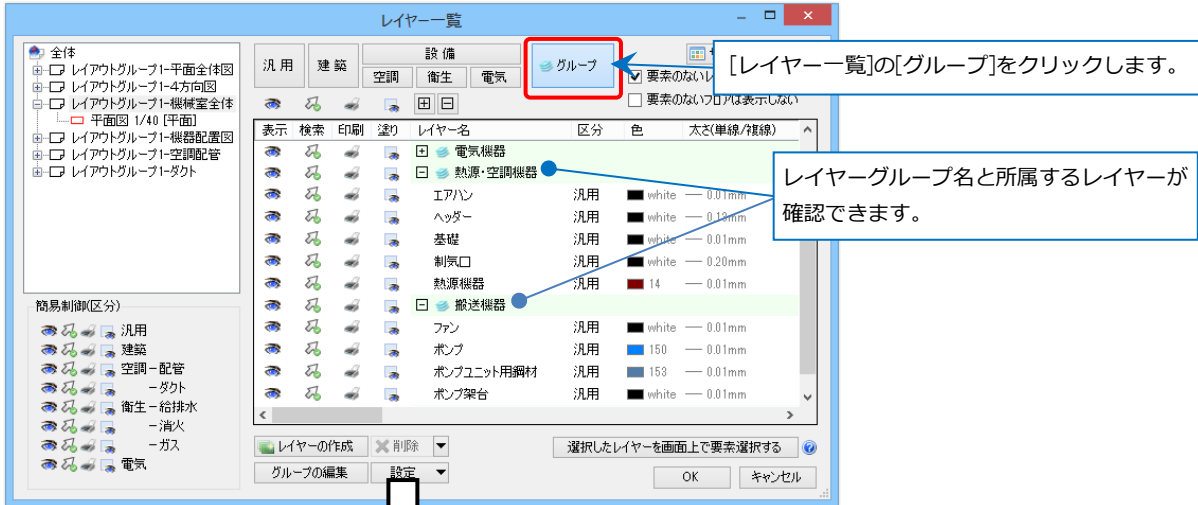 レイヤー一覧
全体
レイアウトグループ1-平面全体図
レイアウトグループ1-4方向図
レイアウトグループ1-機械室全体
平面図 1/40 [平面]
レイアウトグループ1-機器配置図
レイアウトグループ1-空調配管
レイアウトグループ1-ダクト
汎用 建築 設備 グループ
空調 衛生 電気
要素のないレ
要素のないフロアは表示しない
[レイヤー一覧]の[グループ]をクリックします。
表示 検索 印刷 塗り レイヤー名 区分 色 太さ(単線/複線)
電気機器
熱源・空調機器
エアハン 汎用 white 0.01mm
ヘッダー 汎用 white 0.13mm
基礎 汎用 white 0.01mm
制気口 汎用 white 0.20mm
熱源機器 汎用 14 0.01mm
搬送機器
ファン 汎用 white 0.01mm
ポンプ 汎用 150 0.01mm
ポンプユニット用鋼材 汎用 153 0.01mm
ポンプ架台 汎用 white 0.01mm
レイヤーグループ名と所属するレイヤーが
確認できます。
簡易制御(区分)
汎用
建築
空調-配管
-ダクト
衛生-給排水
-消火
-ガス
電気
レイヤーの作成 削除 選択したレイヤーを画面上で要素選択する
グループの編集 設定 OK キャンセル